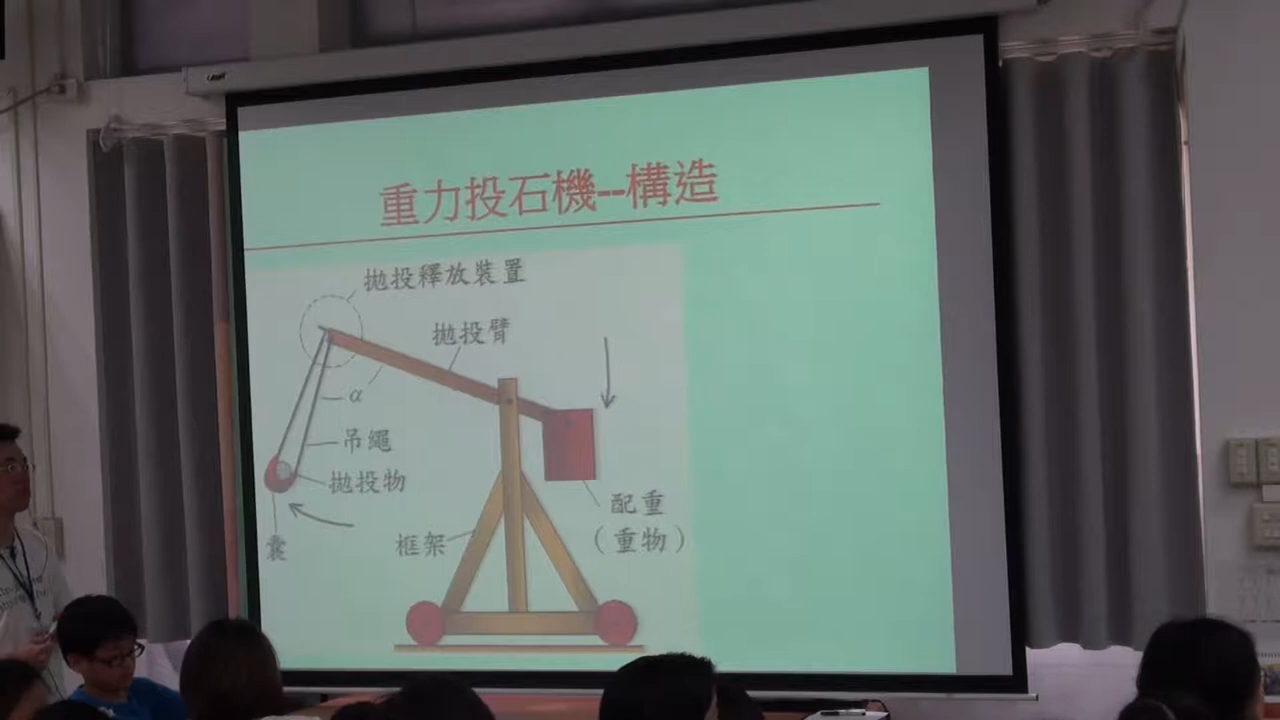 重力投石機--構造
拋投釋放裝置
拋投臂
α
吊繩
拋投物
囊
框架
配重
（重物）